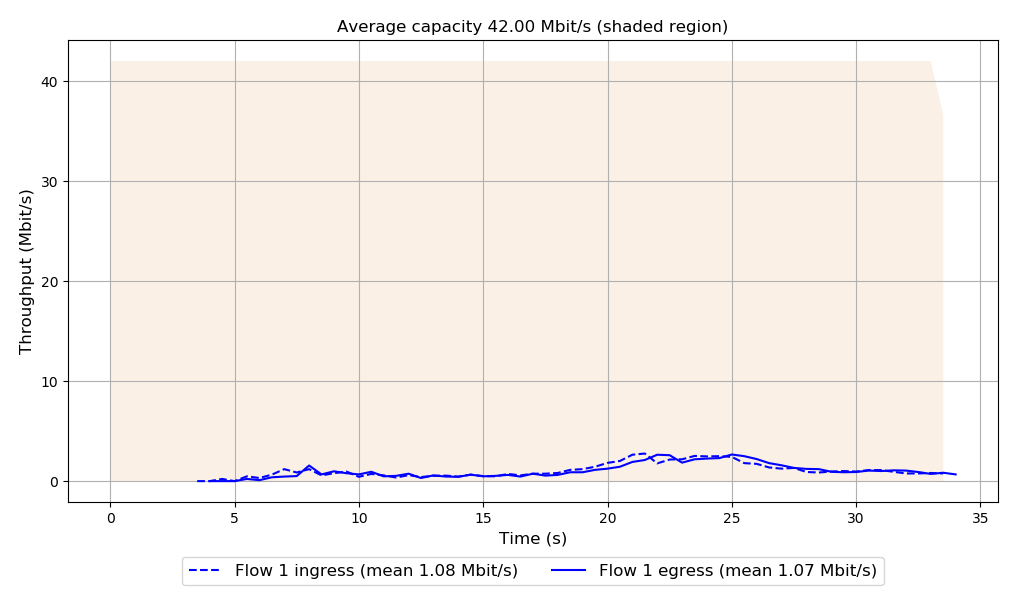 Average capacity 42.00 Mbit/s (shaded region)
Throughput (Mbit/s)
40
30
20
10
0
0 5 10 15 20 25 30 35
Time (s)
Flow 1 ingress (mean 1.08 Mbit/s) Flow 1 egress (mean 1.07 Mbit/s)